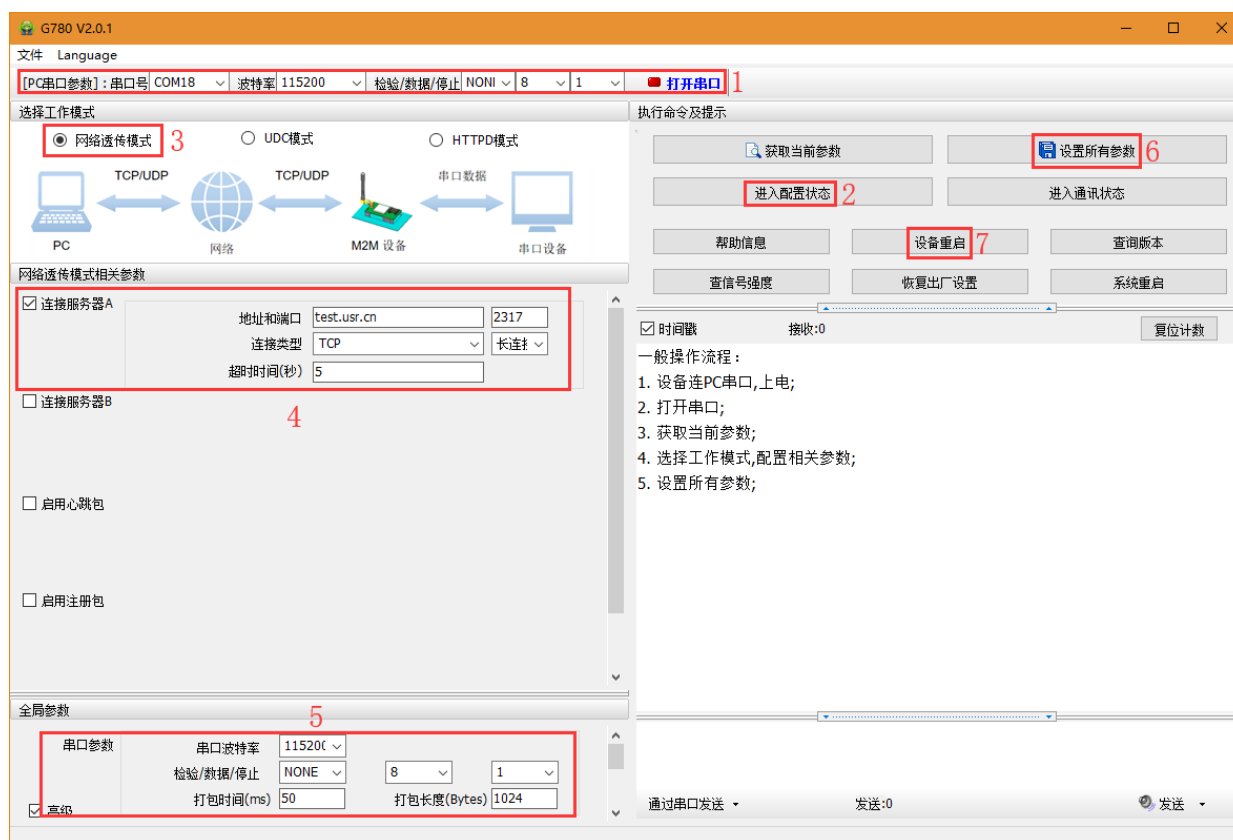 G780 V2.0.1
文件 Language
[PC串口参数]：串口号 COM18 波特率 115200 检验/数据/停止 NONI 8 1 打开串口 1
选择工作模式
网络透传模式 3 UDC模式 HTTPD模式
TCP/UDP TCP/UDP 串口数据
PC 网络 M2M 设备 串口设备
网络透传模式相关参数
连接服务器A
地址和端口 test.usr.cn 2317
连接类型 TCP 长连接
超时时间(秒) 5
连接服务器B
4
启用心跳包
启用注册包
全局参数
5
串口参数 串口波特率 115200
检验/数据/停止 NONE 8 1
打包时间(ms) 50 打包长度(Bytes) 1024
高级
执行命令及提示
获取当前参数 设置所有参数 6
进入配置状态 2 进入通讯状态
帮助信息 设备重启 7 查询版本
查信号强度 恢复出厂设置 系统重启
时间戳 接收:0 复位计数
一般操作流程：
1. 设备连PC串口,上电;
2. 打开串口;
3. 获取当前参数;
4. 选择工作模式,配置相关参数;
5. 设置所有参数;
通过串口发送 发送:0 发送